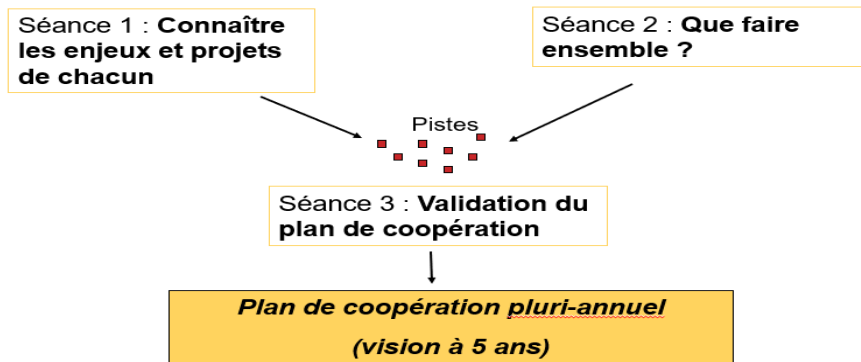 Séance 1 : Connaître
les enjeux et projets
de chacun
Séance 2 : Que faire
ensemble ?
Pistes
Séance 3 : Validation du
plan de coopération
Plan de coopération pluri-annuel
(vision à 5 ans)